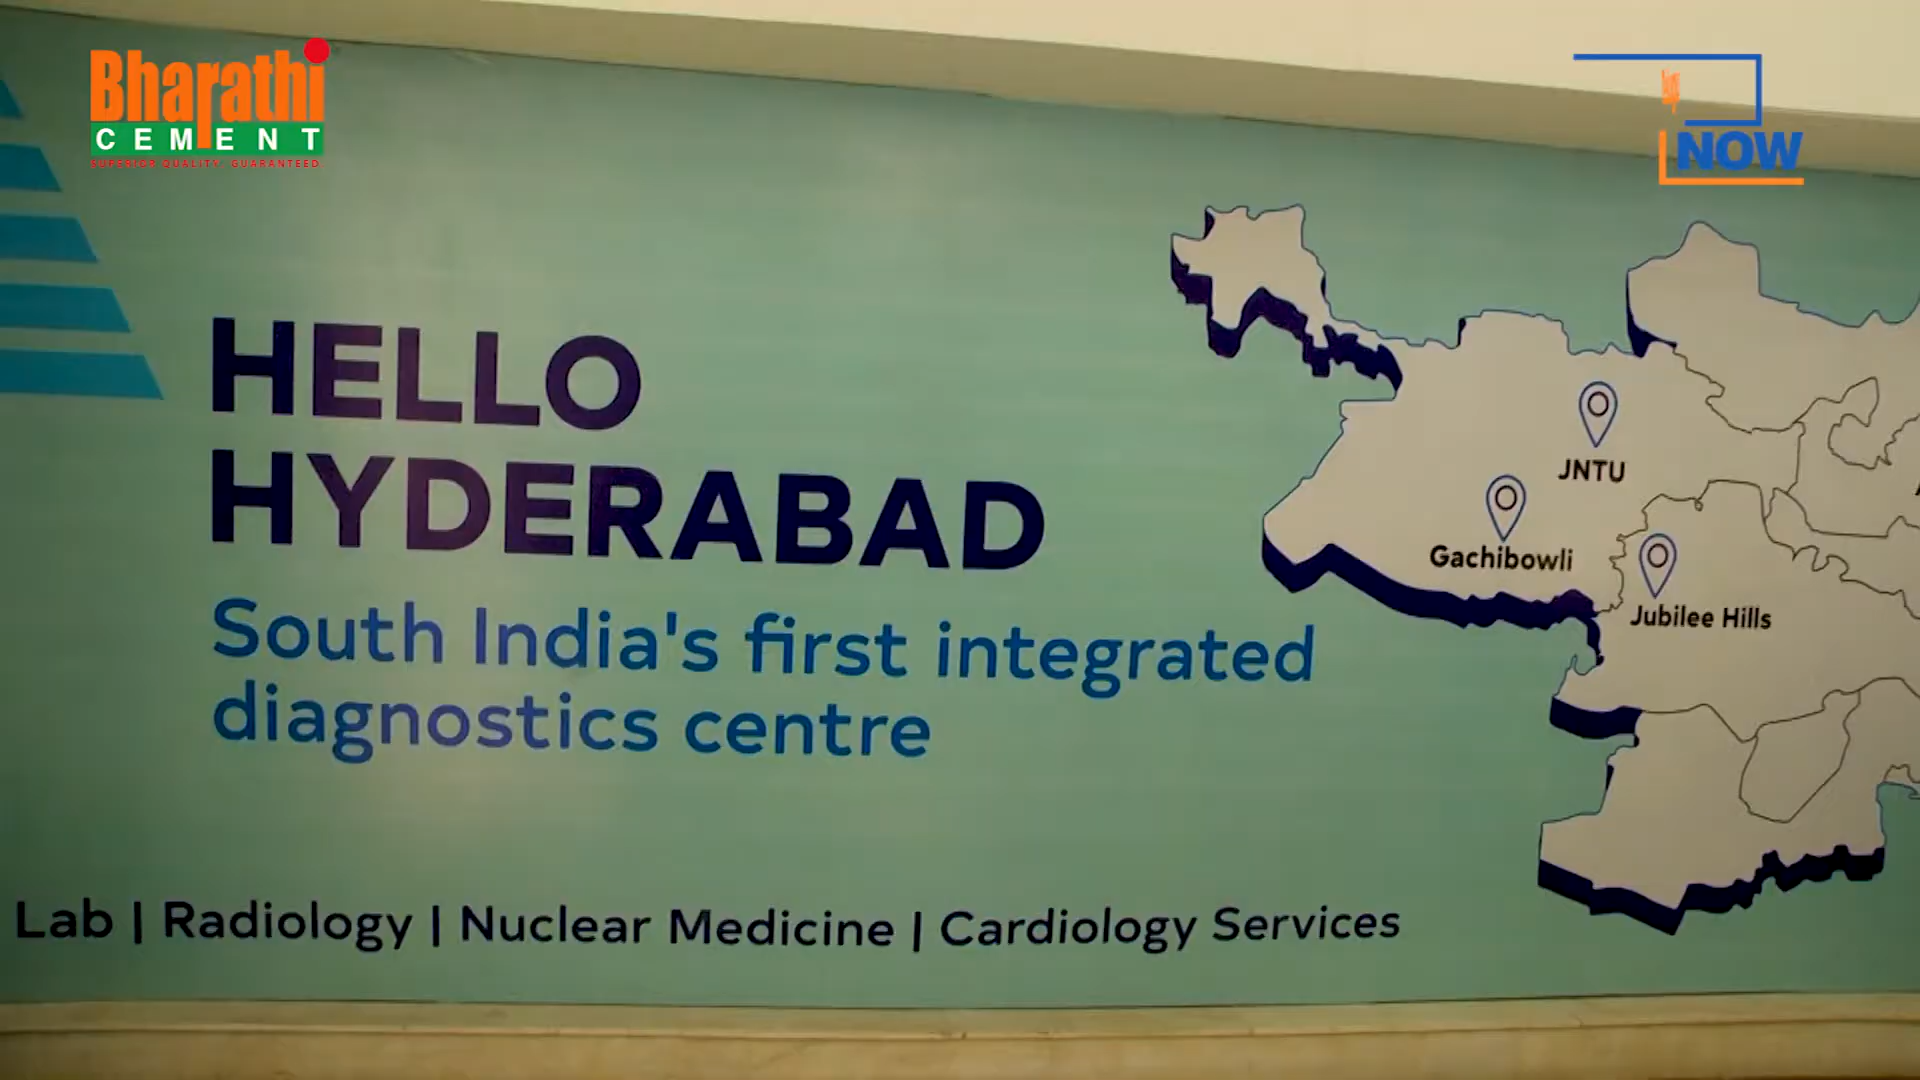 Bharathi
CEMENT
SUPERIOR QUALITY. GUARANTEED.
NOW
HELLO
HYDERABAD
South India's first integrated
diagnostics centre
JNTU
Gachibowli
Jubilee Hills
Lab | Radiology | Nuclear Medicine | Cardiology Services